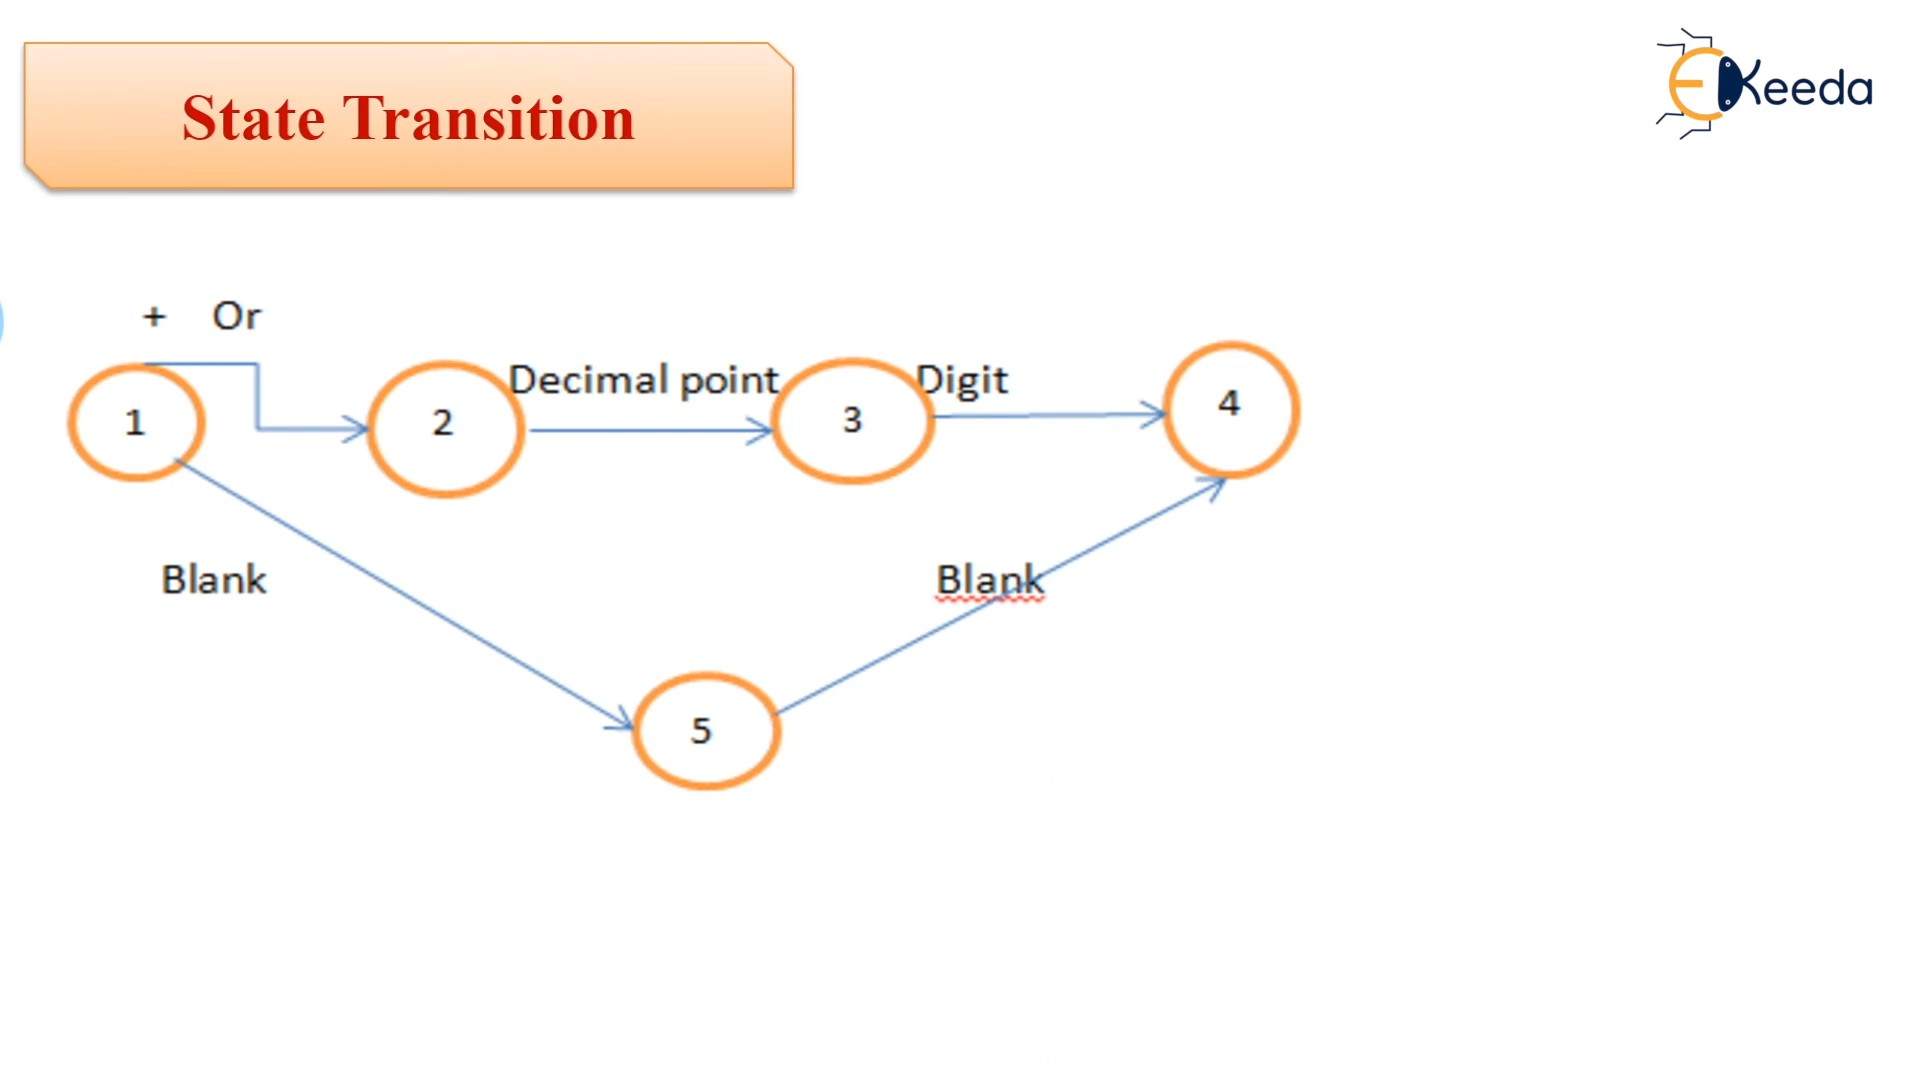 State Transition
EKeeda
+ Or
Decimal point
Digit
1
2
3
4
Blank
Blank
5